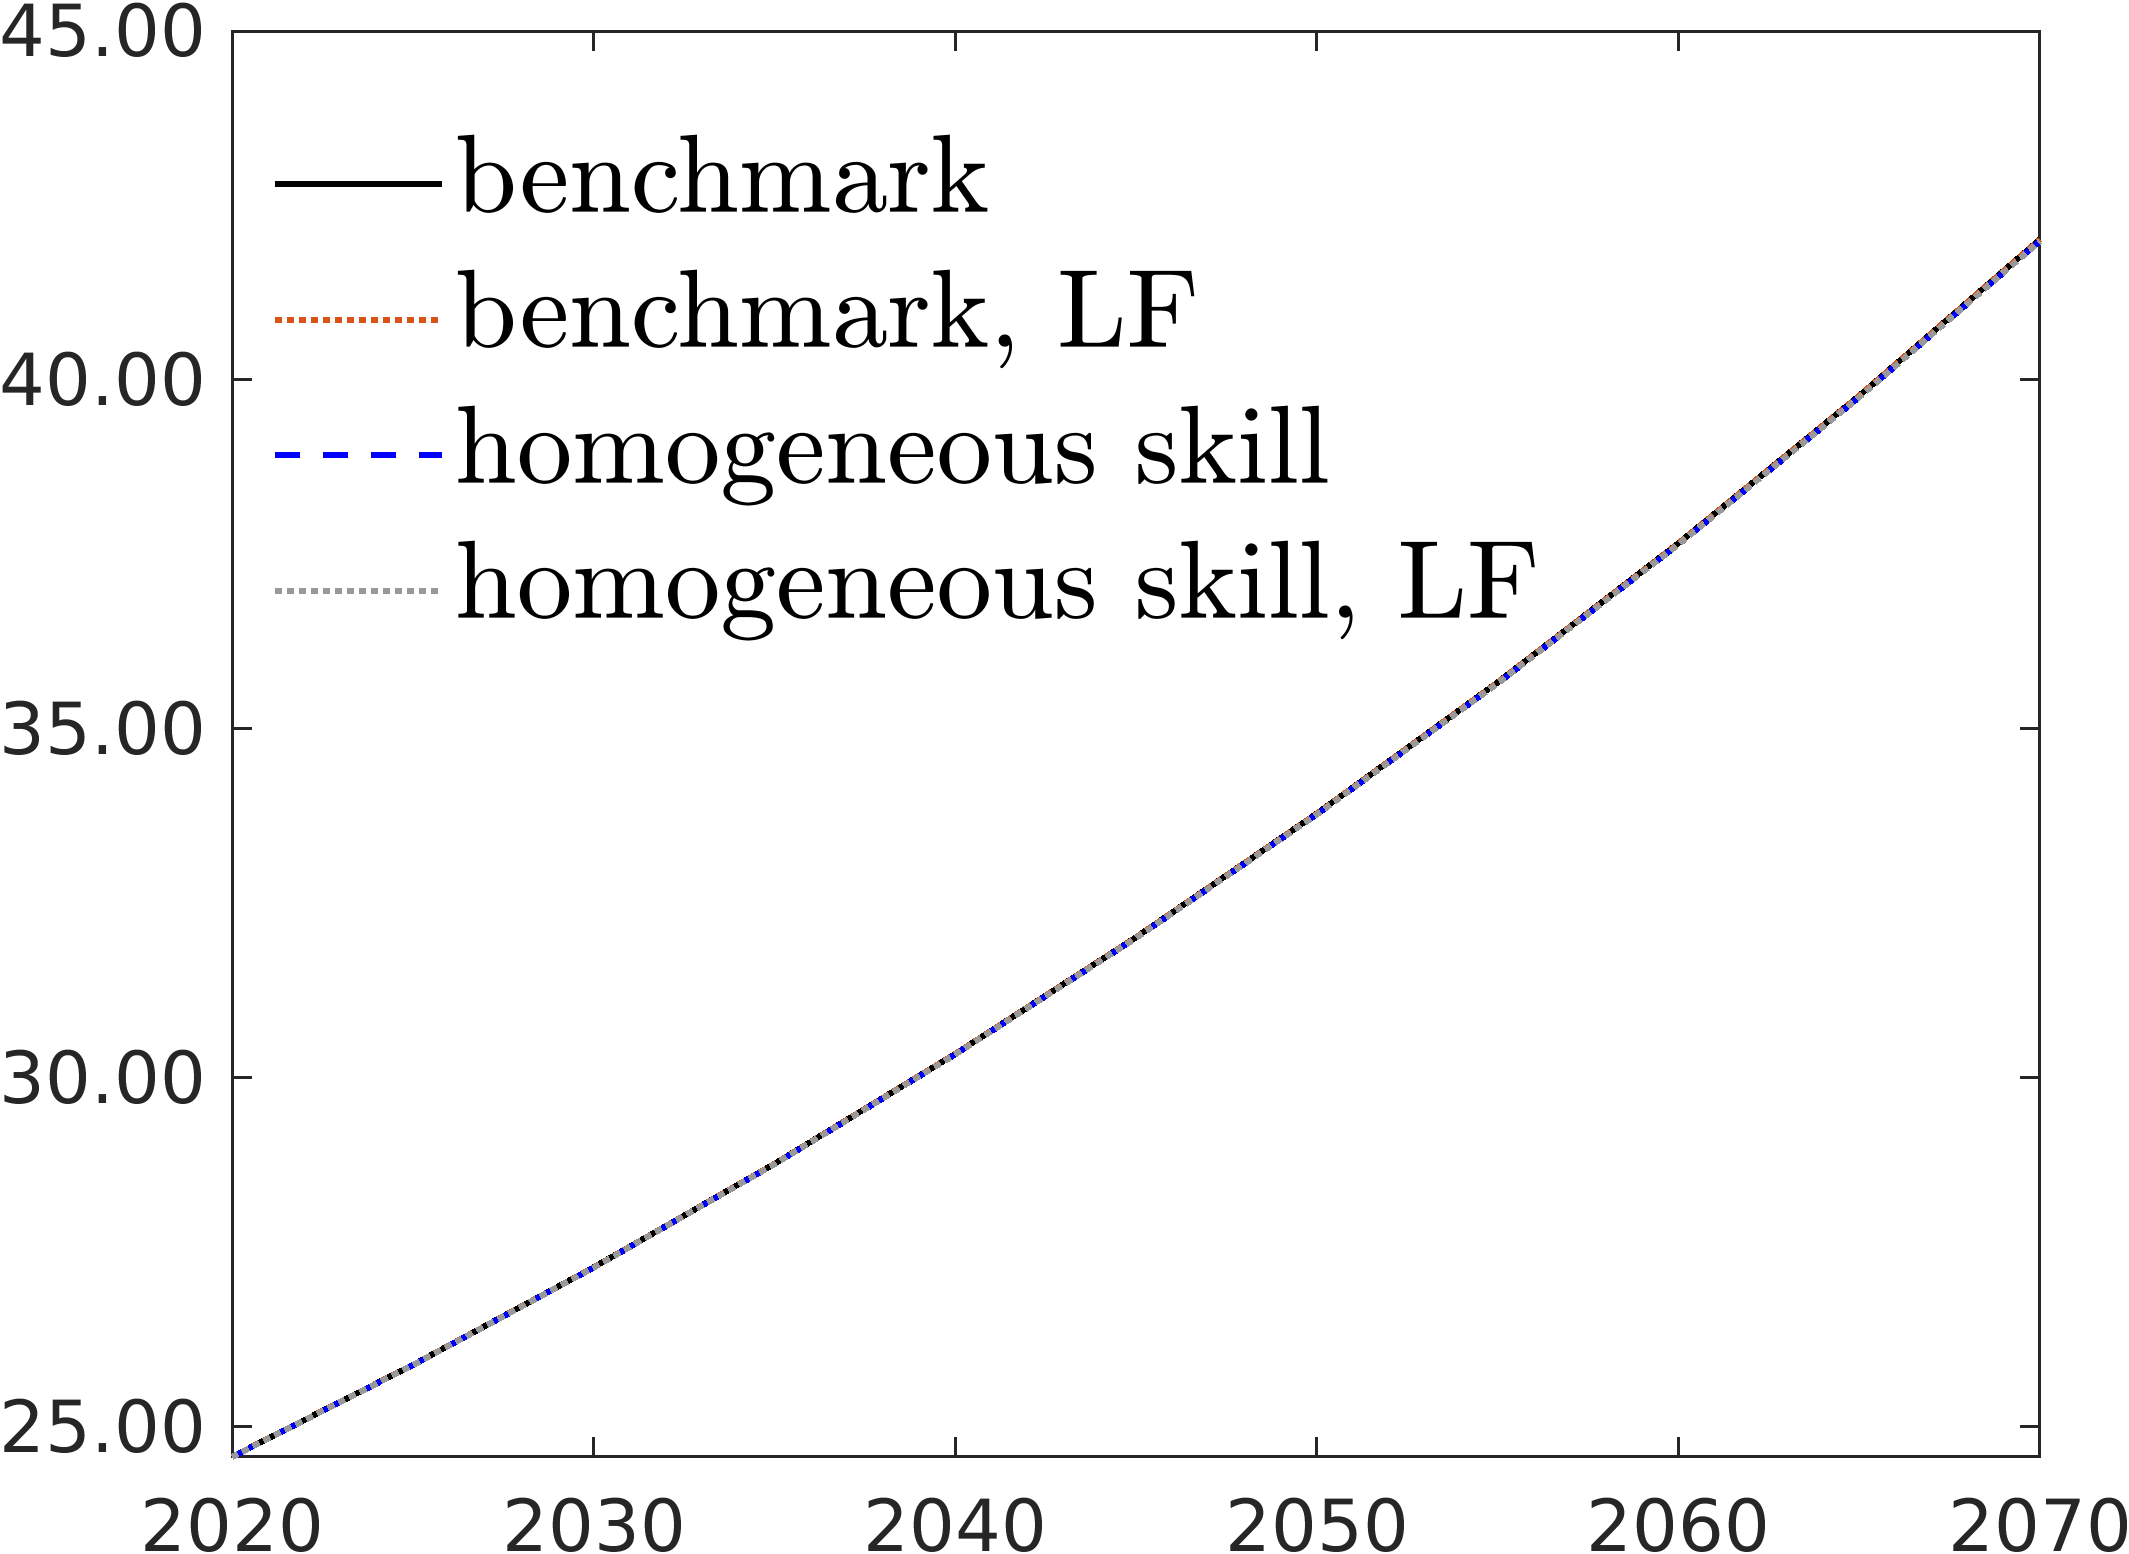 45.00
40.00
35.00
30.00
25.00
benchmark
benchmark, LF
homogeneous skill
homogeneous skill, LF
2020 2030 2040 2050 2060 2070